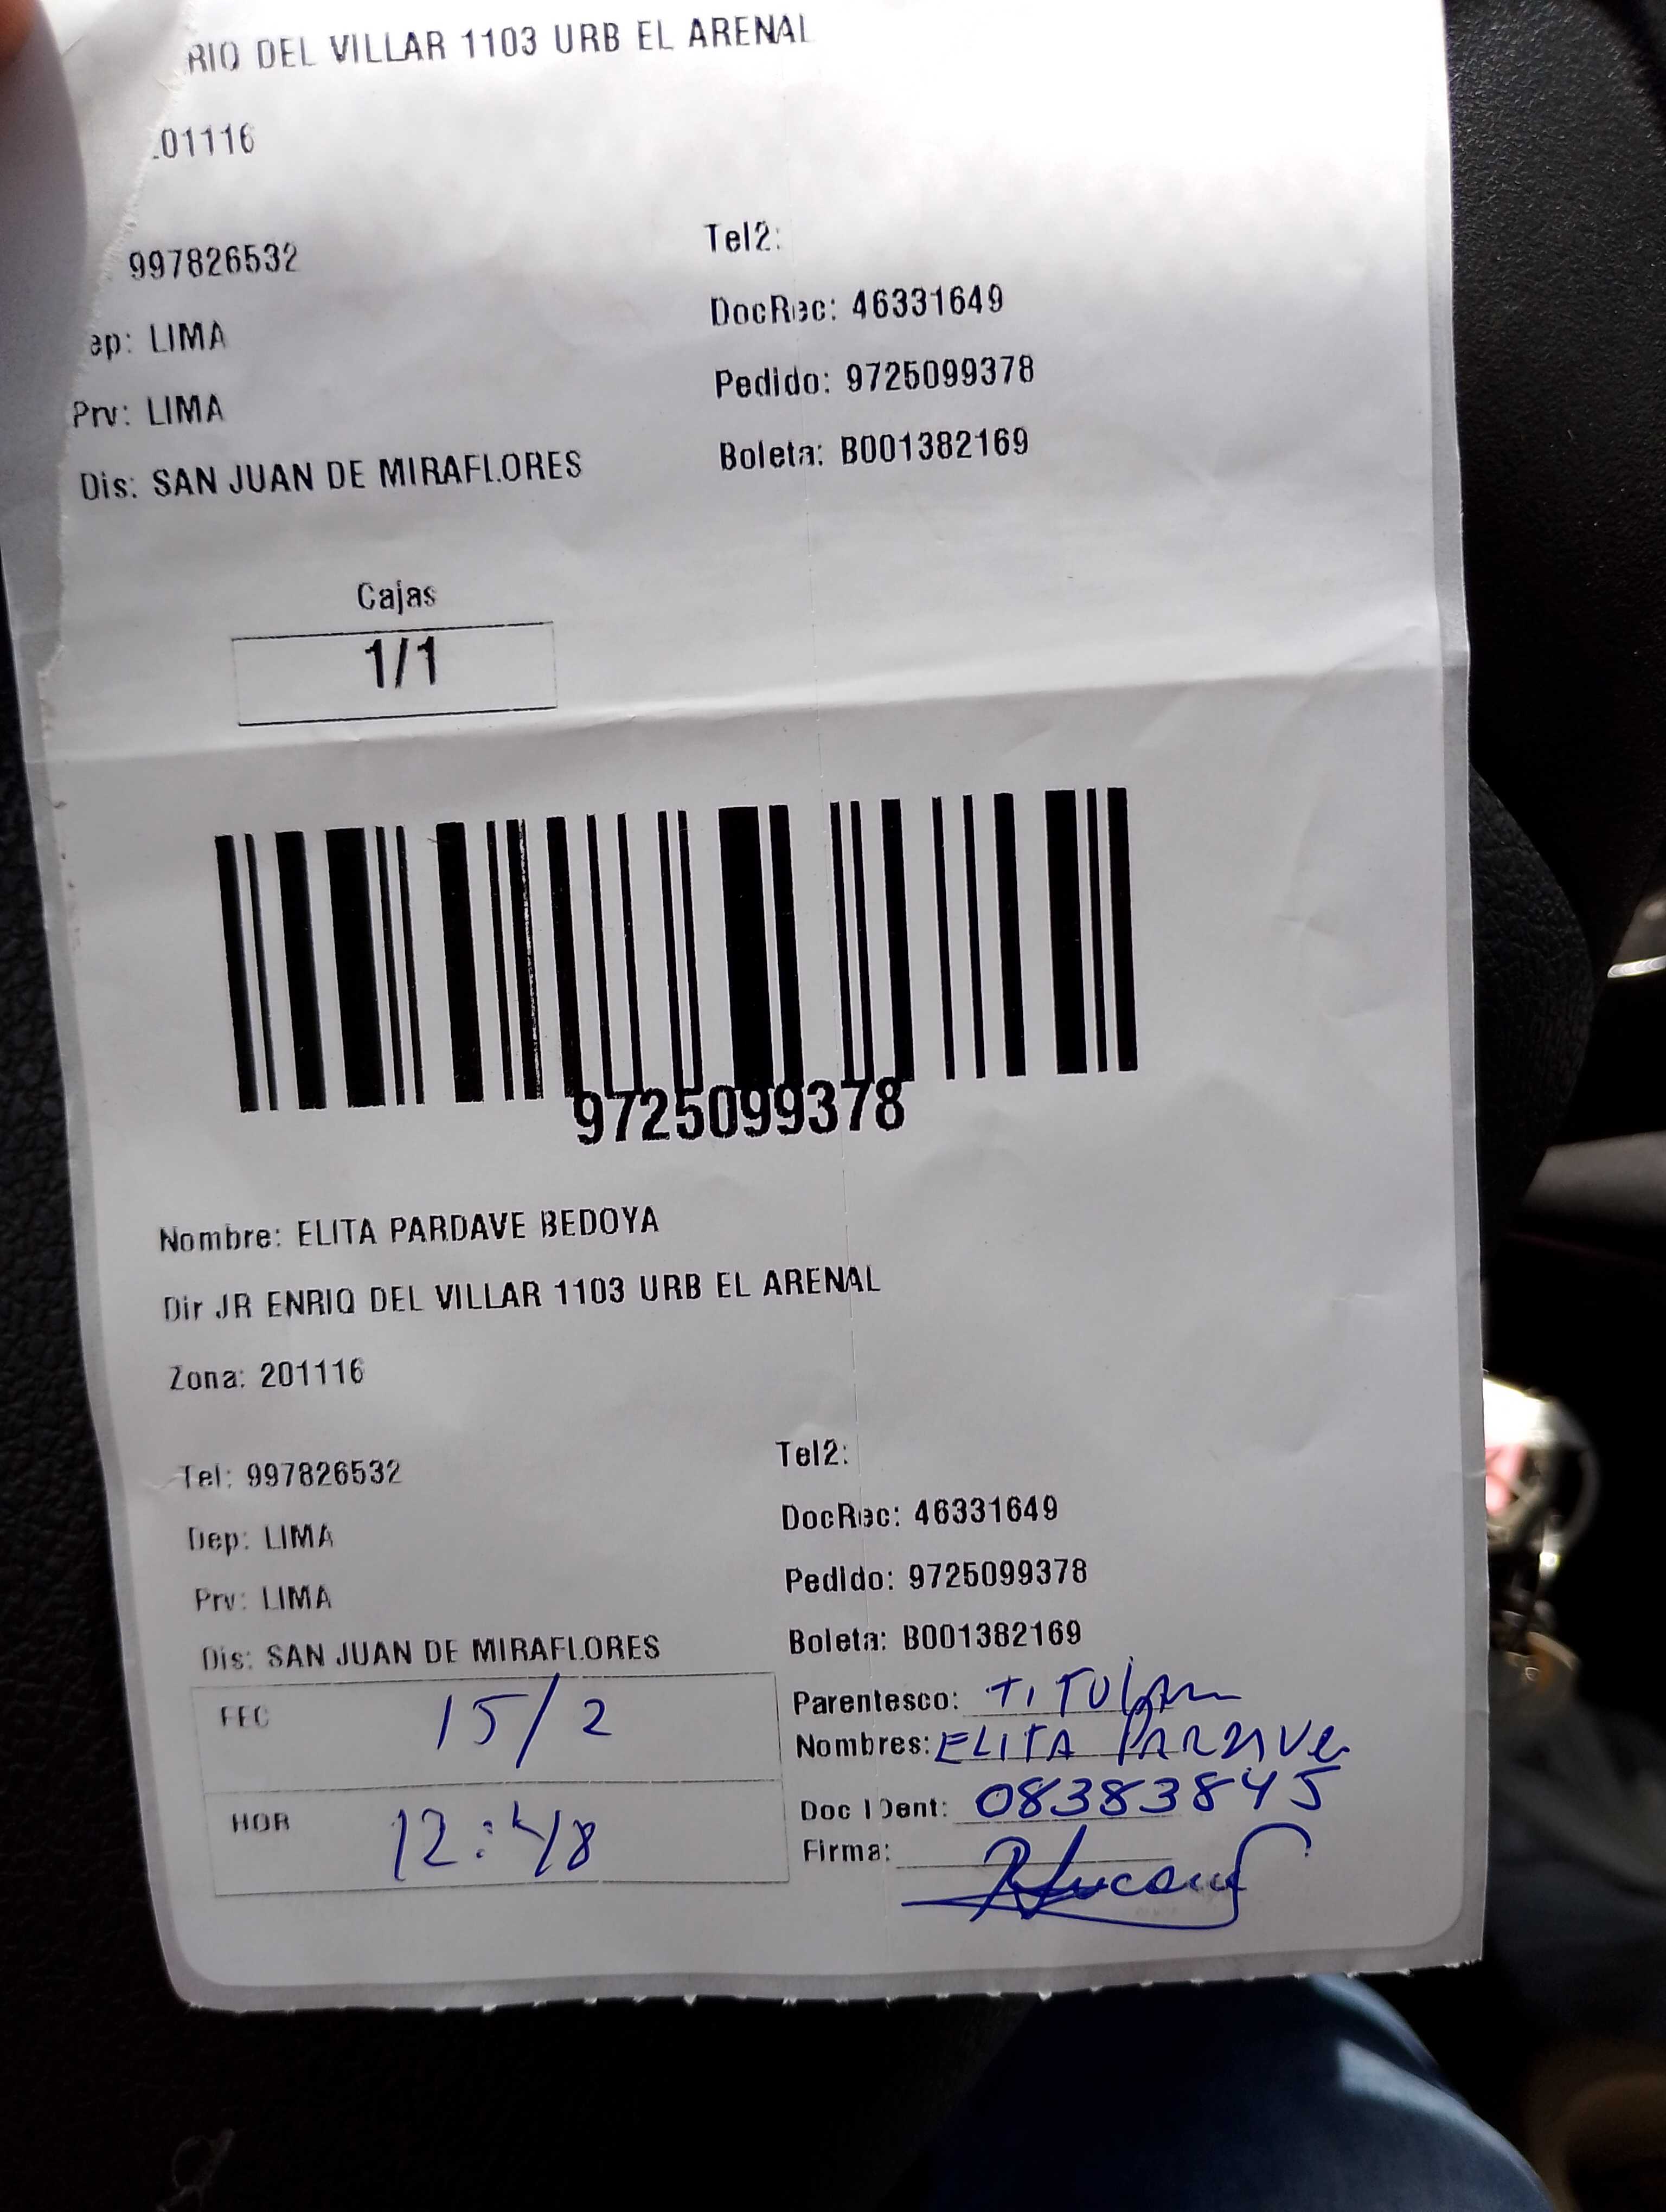 RIQ DEL VILLAR 1103 URB EL ARENAL
01116
997826532
Tel2:
ep: LIMA
DocRec: 46331649
Prv: LIMA
Pedido: 9725099378
Dis: SAN JUAN DE MIRAFLORES
Boleta: B001382169
Cajas
1/1
9725099378
Nombre: ELITA PARDAVE BEDOYA
Dir JR ENRIQ DEL VILLAR 1103 URB EL ARENAL
Zona: 201116
Tel: 997826532
Tel2:
Dep: LIMA
DocRec: 46331649
Prv: LIMA
Pedido: 9725099378
Dis: SAN JUAN DE MIRAFLORES
Boleta: B001382169
FEC 15/2
Parentesco: TITULAR
Nombres: ELITA PARDAVE
HOR 12:48
Doc Ident: 08383845
Firma: